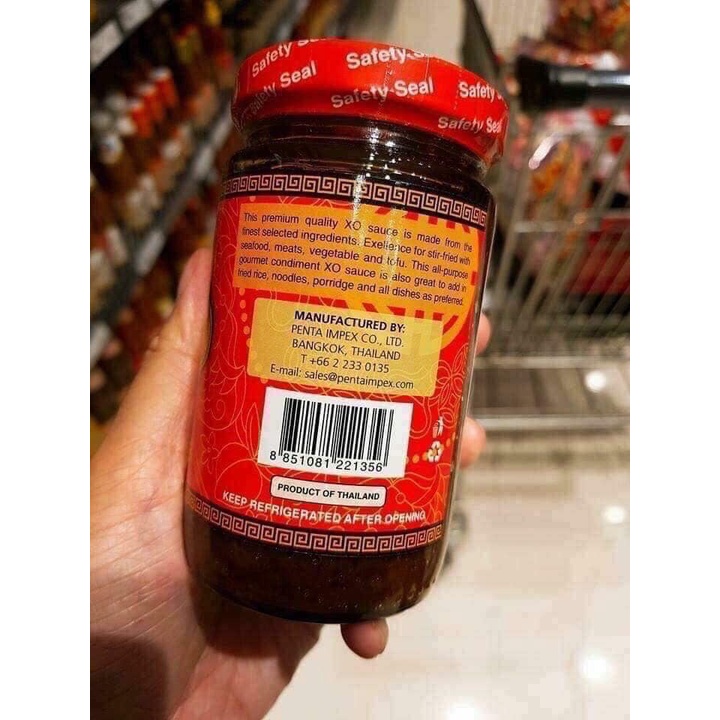 Safety Seal
Safety
Safety
Seal
Safety Seal
Safety Seal
This premium quality XO sauce is made from the
finest selected ingredients. Exellence for stir-fried with
seafood, meats, vegetable and tofu. This all-purpose
gourmet condiment XO sauce is also great to add in
fried rice, noodles, porridge and all dishes as preferred.
MANUFACTURED BY:
PENTA IMPEX CO., LTD.
BANGKOK, THAILAND
T +66 2 233 0135
E-mail: sales@pentaimpex.com
8 851081 221356
PRODUCT OF THAILAND
KEEP REFRIGERATED AFTER OPENING